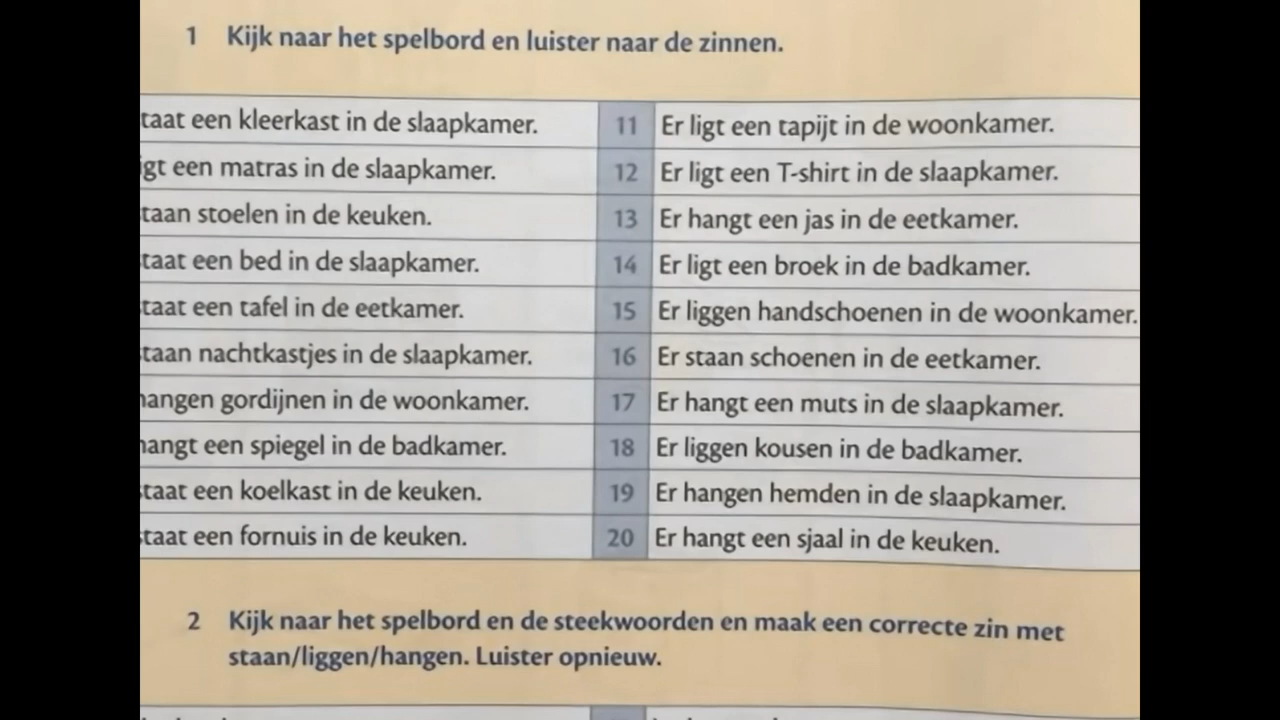 1 Kijk naar het spelbord en luister naar de zinnen.
taat een kleerkast in de slaapkamer.
igt een matras in de slaapkamer.
taan stoelen in de keuken.
taat een bed in de slaapkamer.
taat een tafel in de eetkamer.
taan nachtkastjes in de slaapkamer.
hangen gordijnen in de woonkamer.
hangt een spiegel in de badkamer.
staat een koelkast in de keuken.
staat een fornuis in de keuken.
11 Er ligt een tapijt in de woonkamer.
12 Er ligt een T-shirt in de slaapkamer.
13 Er hangt een jas in de eetkamer.
14 Er ligt een broek in de badkamer.
15 Er liggen handschoenen in de woonkamer.
16 Er staan schoenen in de eetkamer.
17 Er hangt een muts in de slaapkamer.
18 Er liggen kousen in de badkamer.
19 Er hangen hemden in de slaapkamer.
20 Er hangt een sjaal in de keuken.
2 Kijk naar het spelbord en de steekwoorden en maak een correcte zin met
staan/liggen/hangen. Luister opnieuw.